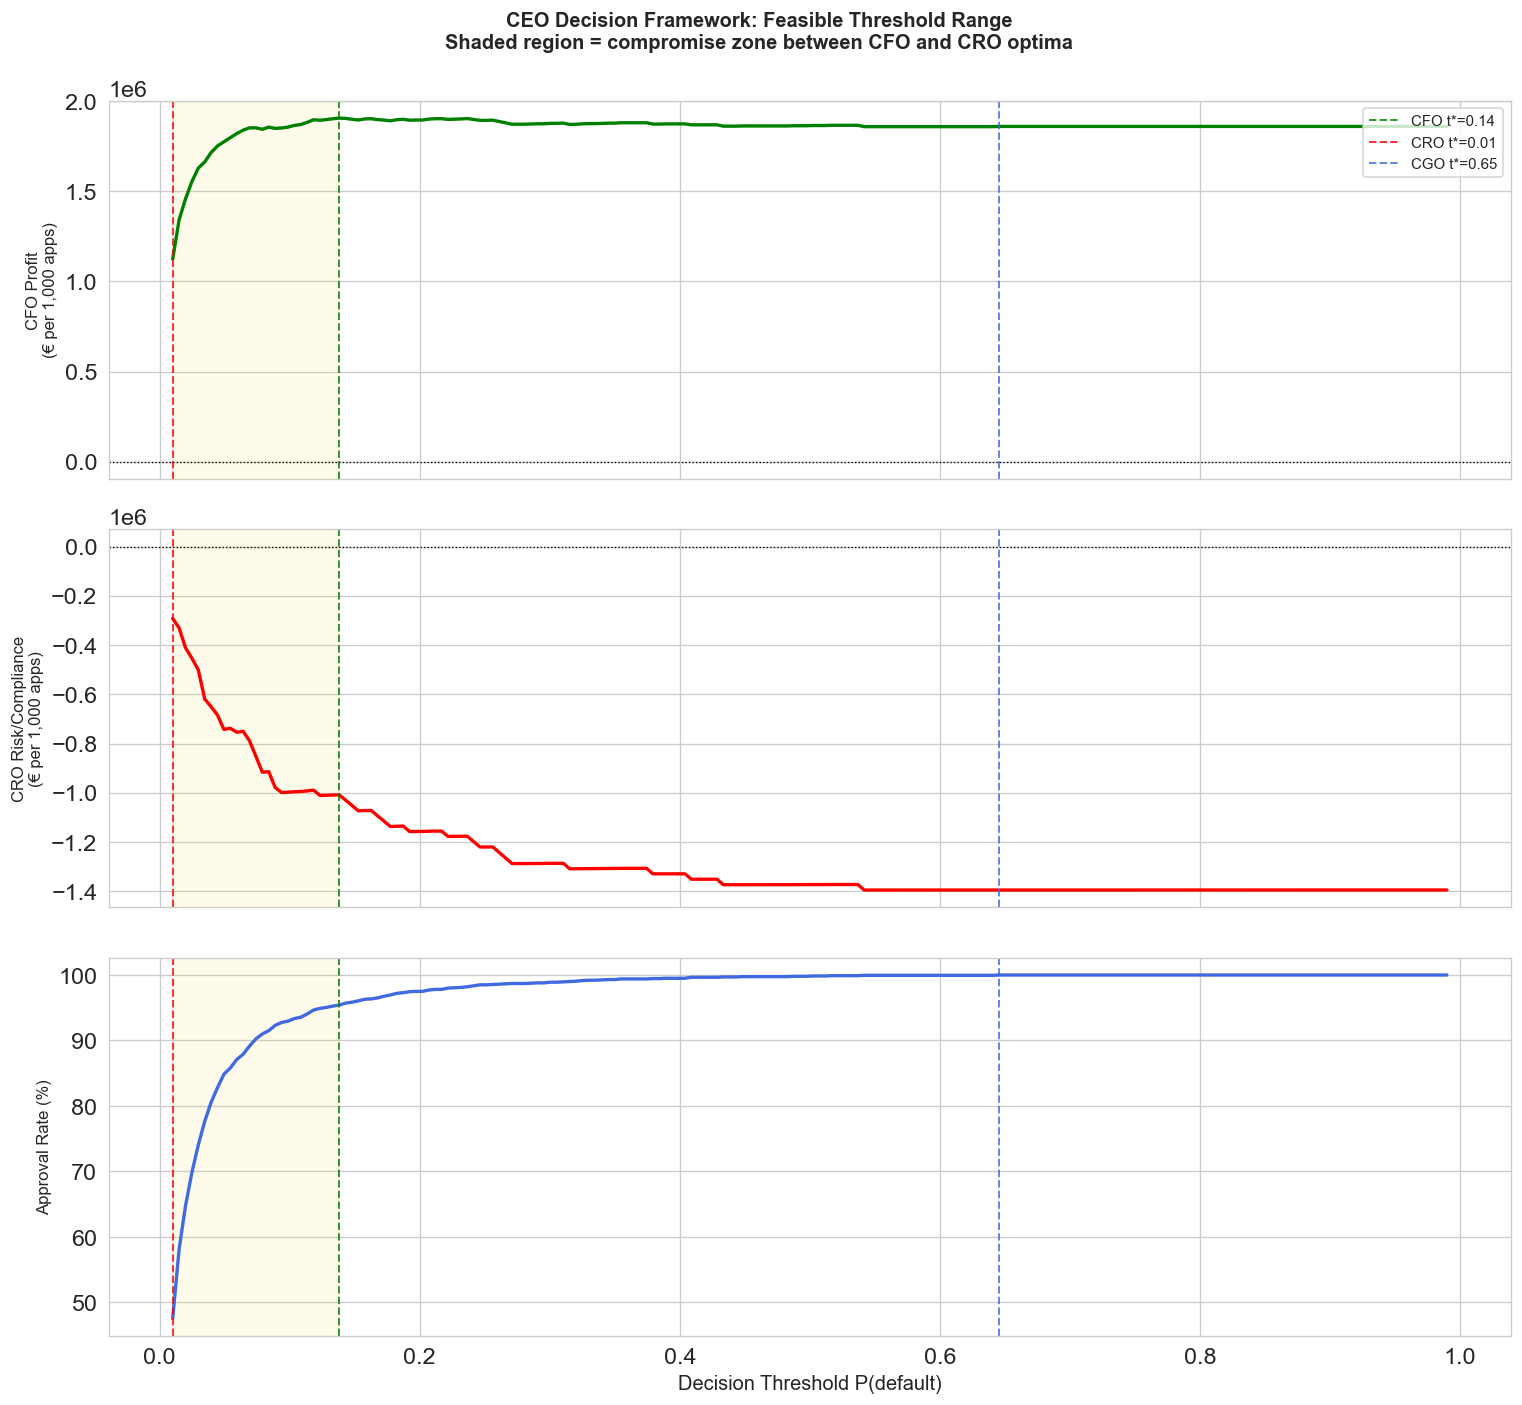 CEO Decision Framework: Feasible Threshold Range
Shaded region = compromise zone between CFO and CRO optima
1e6
2.0
1.5
1.0
0.5
0.0
CFO Profit
(€ per 1,000 apps)
CFO t*=0.14
CRO t*=0.01
CGO t*=0.65
1e6
0.0
−0.2
−0.4
−0.6
−0.8
−1.0
−1.2
−1.4
CRO Risk/Compliance
(€ per 1,000 apps)
100
90
80
70
60
50
Approval Rate (%)
0.0 0.2 0.4 0.6 0.8 1.0
Decision Threshold P(default)